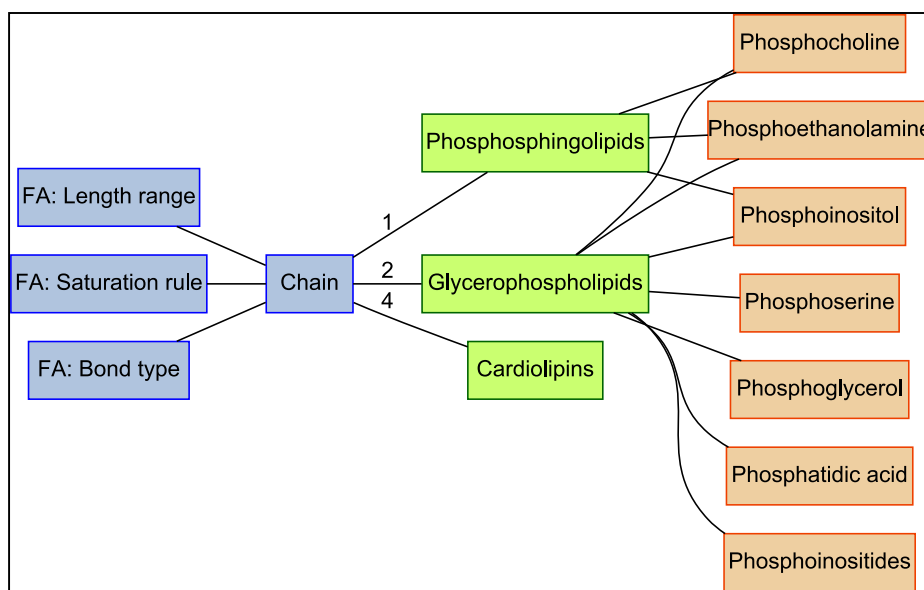 Phosphocholine
Phosphosphingolipids
Phosphoethanolamine
FA: Length range
Phosphoinositol
1
FA: Saturation rule
Chain
2
Glycerophospholipids
Phosphoserine
4
FA: Bond type
Cardiolipins
Phosphoglycerol
Phosphatidic acid
Phosphoinositides